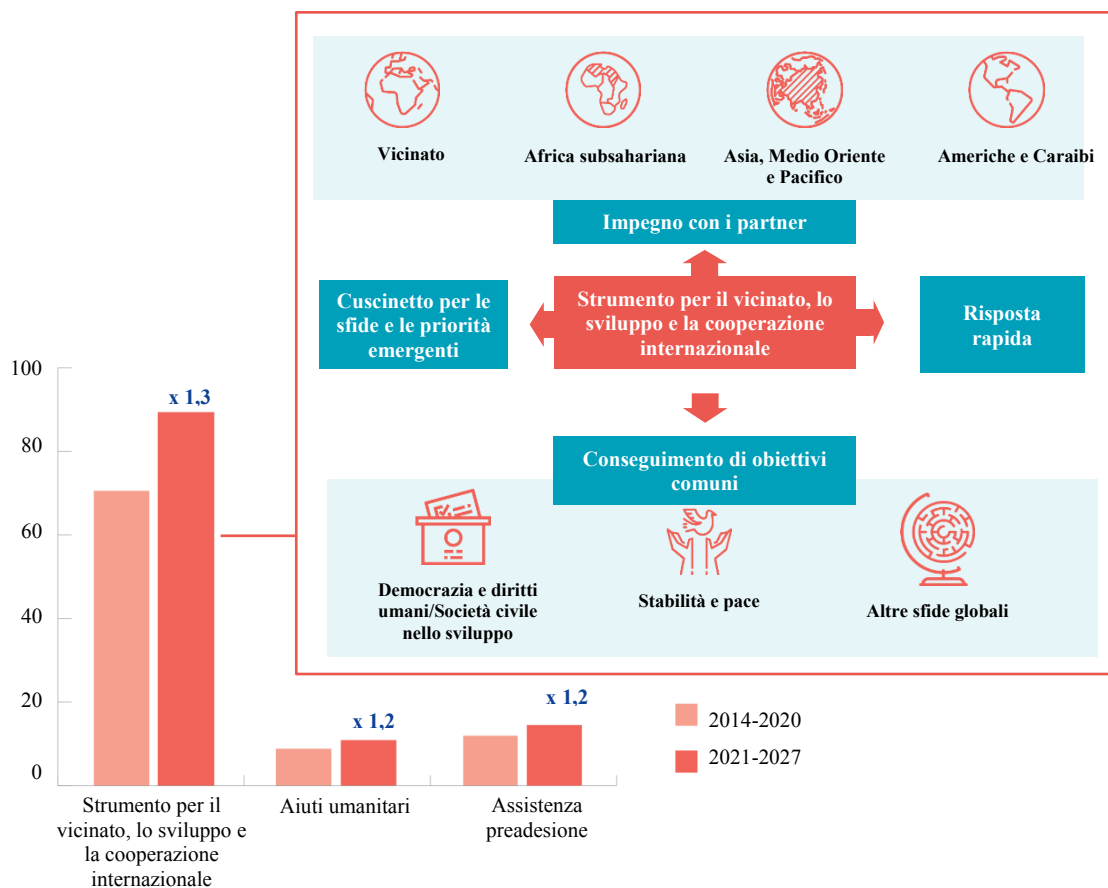 Vicinato
Africa subsahariana
Asia, Medio Oriente
e Pacifico
Americhe e Caraibi
Impegno con i partner
Cuscinetto per le
sfide e le priorità
emergenti
Strumento per il vicinato, lo
sviluppo e la cooperazione
internazionale
Risposta
rapida
Conseguimento di obiettivi
comuni
Democrazia e diritti
umani/Società civile
nello sviluppo
Stabilità e pace
Altre sfide globali
100
80
60
40
20
0
x 1,3
x 1,2
x 1,2
2014-2020
2021-2027
Strumento per il
vicinato, lo sviluppo e
la cooperazione
internazionale
Aiuti umanitari
Assistenza
preadesione